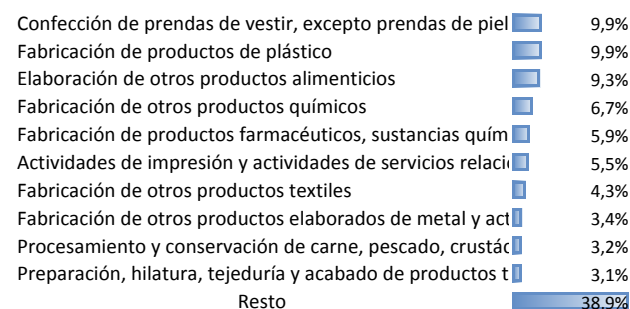 Confección de prendas de vestir, excepto prendas de piel 9,9%
Fabricación de productos de plástico 9,9%
Elaboración de otros productos alimenticios 9,3%
Fabricación de otros productos químicos 6,7%
Fabricación de productos farmacéuticos, sustancias quím 5,9%
Actividades de impresión y actividades de servicios relaci 5,5%
Fabricación de otros productos textiles 4,3%
Fabricación de otros productos elaborados de metal y act 3,4%
Procesamiento y conservación de carne, pescado, crustác 3,2%
Preparación, hilatura, tejeduría y acabado de productos t 3,1%
Resto 38,9%